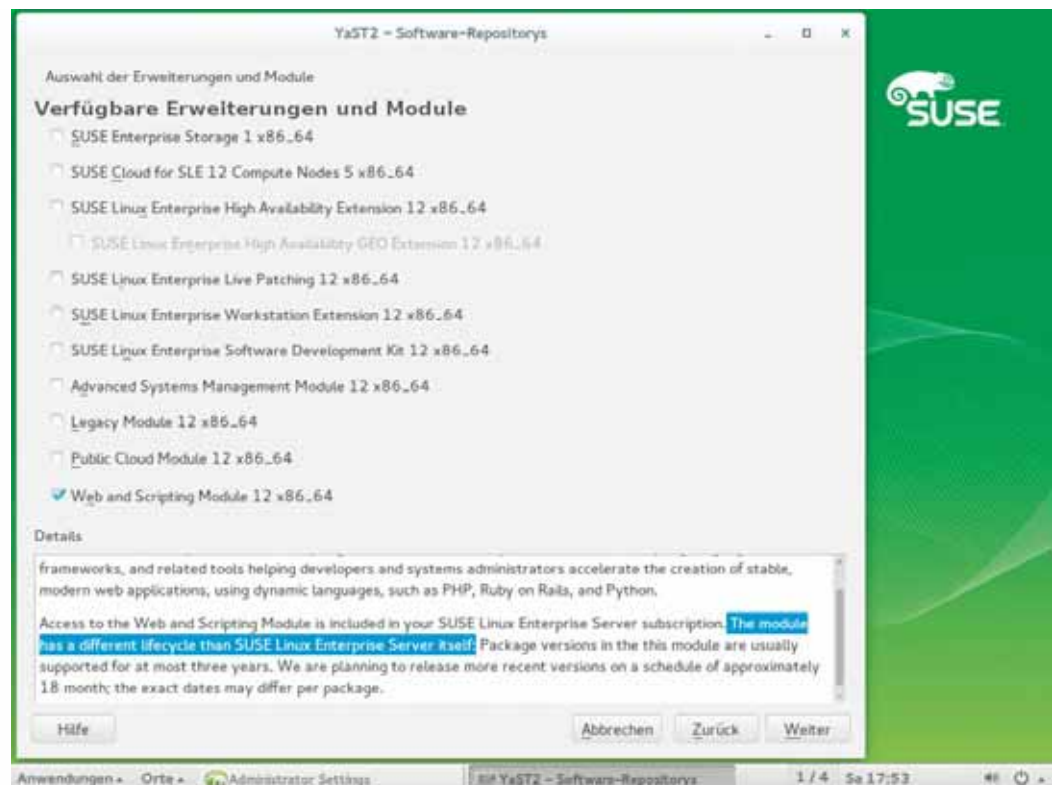 YaST2 - Software-Repositorys
Auswahl der Erweiterungen und Module
Verfügbare Erweiterungen und Module
SUSE Enterprise Storage 1 x86_64
SUSE Cloud for SLE 12 Compute Nodes 5 x86_64
SUSE Linux Enterprise High Availability Extension 12 x86_64
SUSE Linux Enterprise High Availability GEO Extension 12 x86_64
SUSE Linux Enterprise Live Patching 12 x86_64
SUSE Linux Enterprise Workstation Extension 12 x86_64
SUSE Linux Enterprise Software Development Kit 12 x86_64
Advanced Systems Management Module 12 x86_64
Legacy Module 12 x86_64
Public Cloud Module 12 x86_64
Web and Scripting Module 12 x86_64
Details
frameworks, and related tools helping developers and systems administrators accelerate the creation of stable,
modern web applications, using dynamic languages, such as PHP, Ruby on Rails, and Python.
Access to the Web and Scripting Module is included in your SUSE Linux Enterprise Server subscription. The module
has a different lifecycle than SUSE Linux Enterprise Server itself: Package versions in the this module are usually
supported for at most three years. We are planning to release more recent versions on a schedule of approximately
18 month; the exact dates may differ per package.
Hilfe
Abbrechen
Zurück
Weiter
SUSE
Anwendungen
Orte
Administrator Settings
YaST2 - Software-Repositorys
1 / 4
Sa 17:53